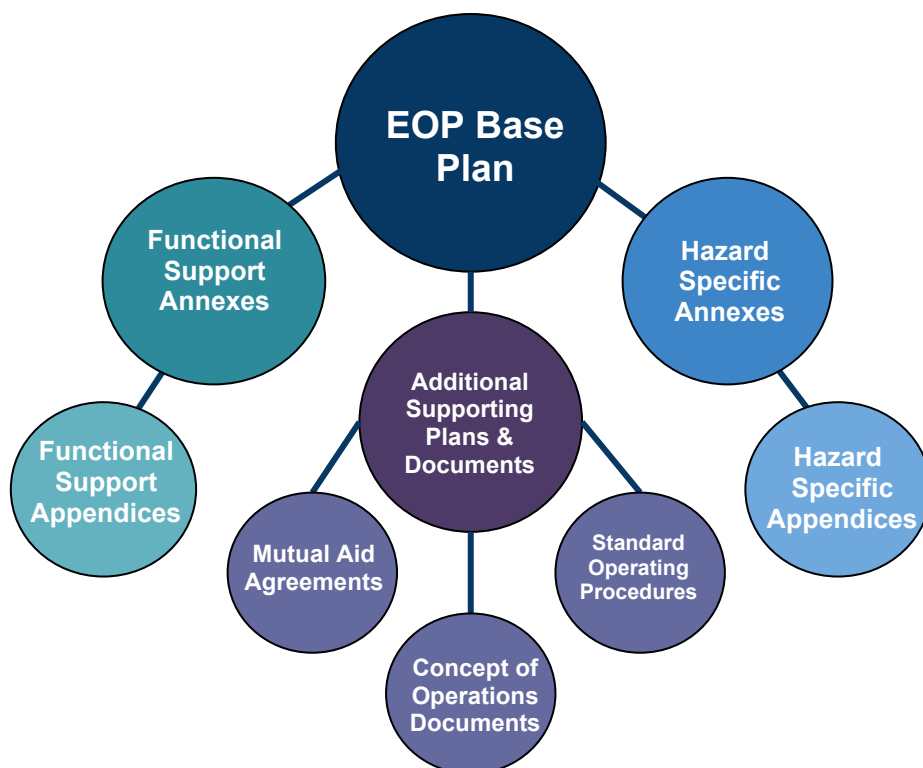 EOP Base
Plan
Functional
Support
Annexes
Hazard
Specific
Annexes
Additional
Supporting
Plans &
Documents
Functional
Support
Appendices
Hazard
Specific
Appendices
Mutual Aid
Agreements
Standard
Operating
Procedures
Concept of
Operations
Documents